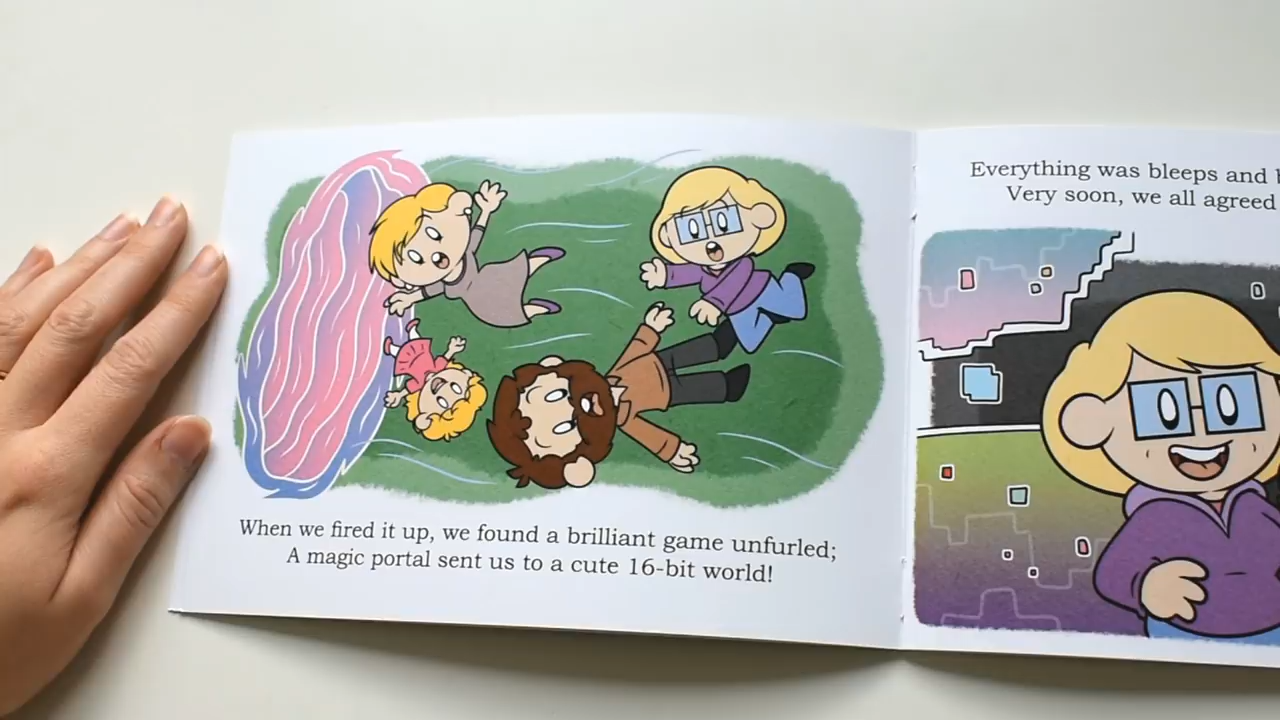 When we fired it up, we found a brilliant game unfurled;
A magic portal sent us to a cute 16-bit world!
Everything was bleeps and
Very soon, we all agreed